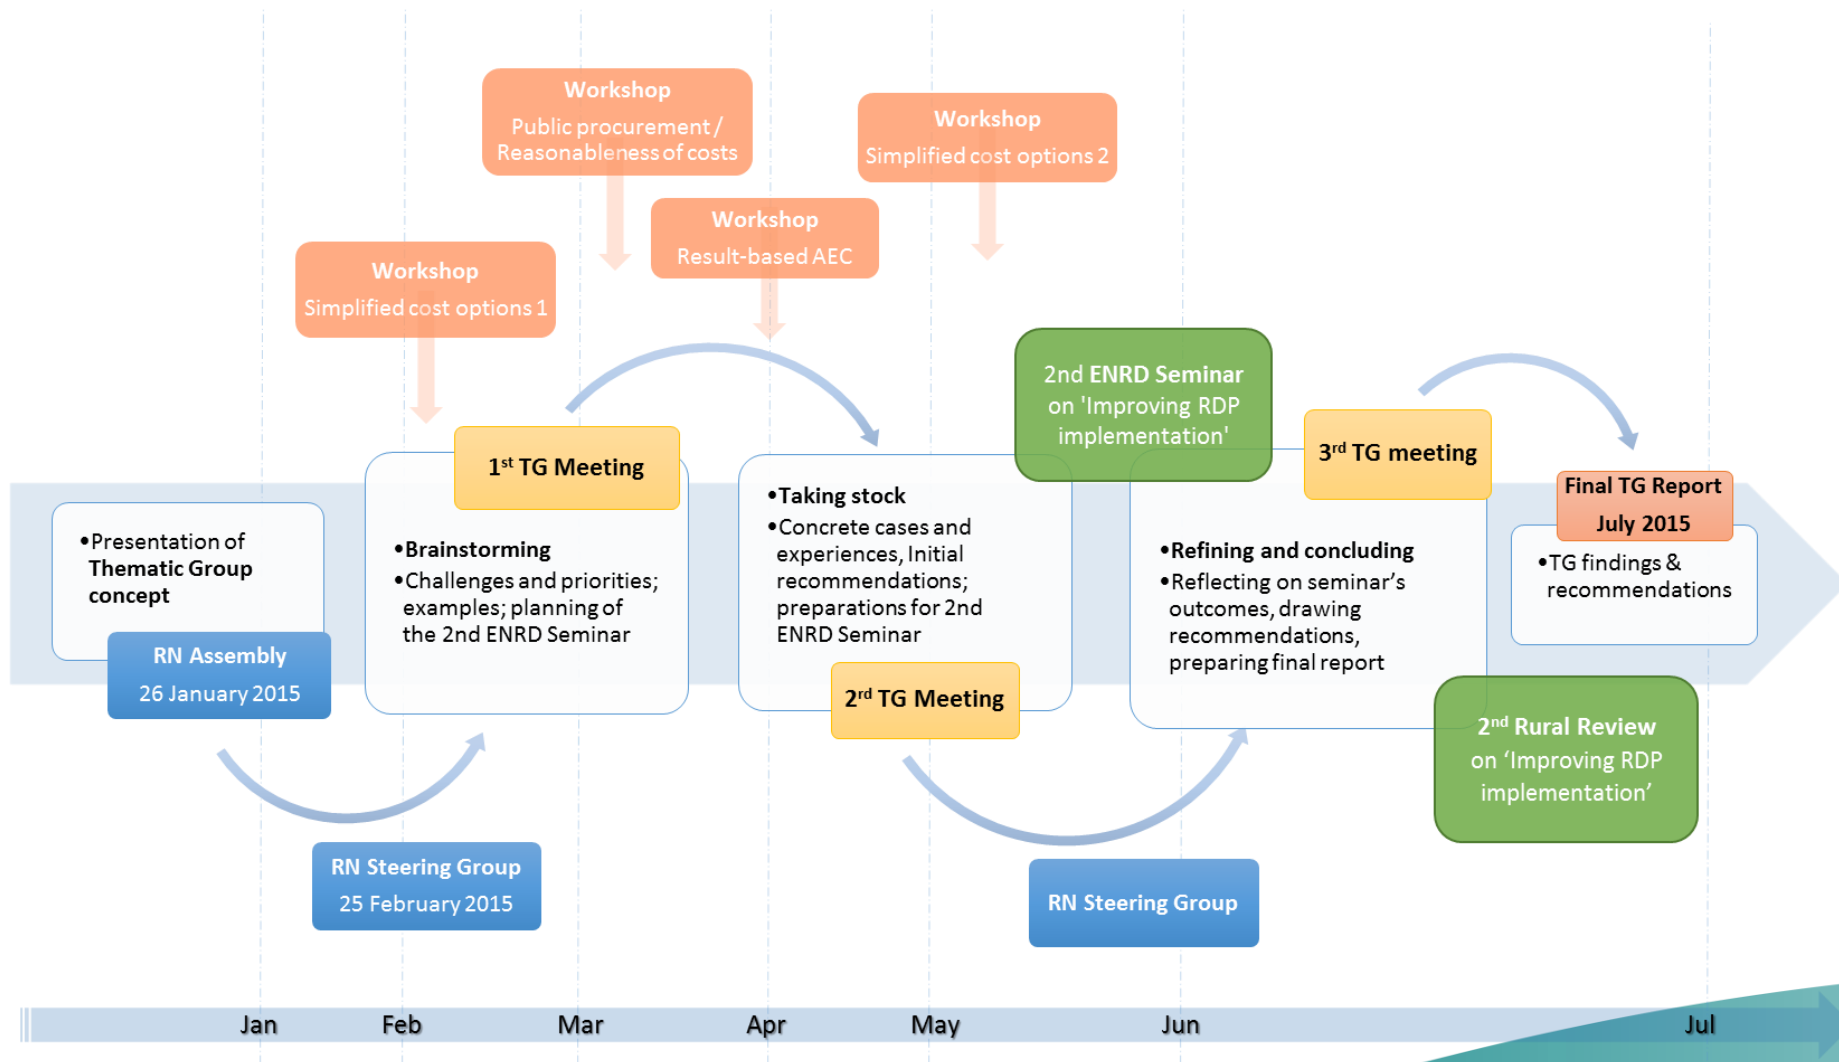 Workshop
Public procurement /
Reasonableness of costs
Workshop
Simplified cost options 2
Workshop
Result-based AEC
Workshop
Simplified cost options 1
2nd ENRD Seminar
on 'Improving RDP
implementation'
1st TG Meeting
3rd TG meeting
Final TG Report
July 2015
•Presentation of
Thematic Group
concept
RN Assembly
26 January 2015
•Brainstorming
•Challenges and priorities;
examples; planning of
the 2nd ENRD Seminar
•Taking stock
•Concrete cases and
experiences, Initial
recommendations;
preparations for 2nd
ENRD Seminar
2rd TG Meeting
•Refining and concluding
•Reflecting on seminar’s
outcomes, drawing
recommendations,
preparing final report
•TG findings &
recommendations
2nd Rural Review
on ‘Improving RDP
implementation’
RN Steering Group
25 February 2015
RN Steering Group
Jan
Feb
Mar
Apr
May
Jun
Jul